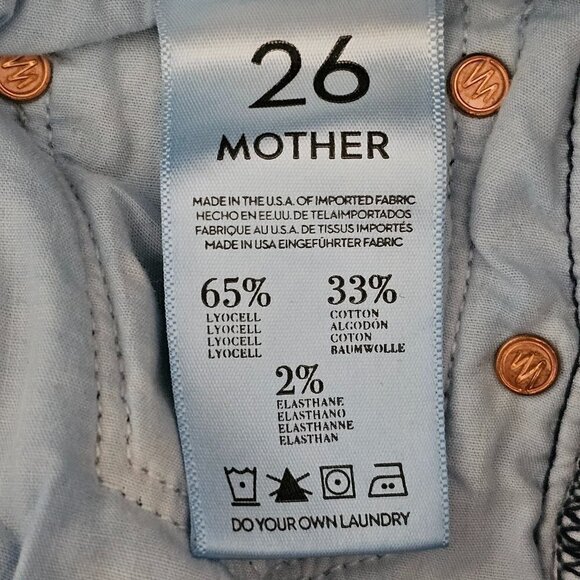 26
MOTHER
MADE IN THE U.S.A. OF IMPORTED FABRIC
HECHO EN EE.UU. DE TELAIMPORTADOS
FABRIQUE AU U.S.A. DE TISSUS IMPORTÉS
MADE IN USA EINGEFÜHRTER FABRIC
65%
LYOCELL
LYOCELL
LYOCELL
LYOCELL
33%
COTTON
ALGODÓN
COTON
BAUMWOLLE
2%
ELASTHANE
ELASTHANO
ELASTHANNE
ELASTHAN
DO YOUR OWN LAUNDRY